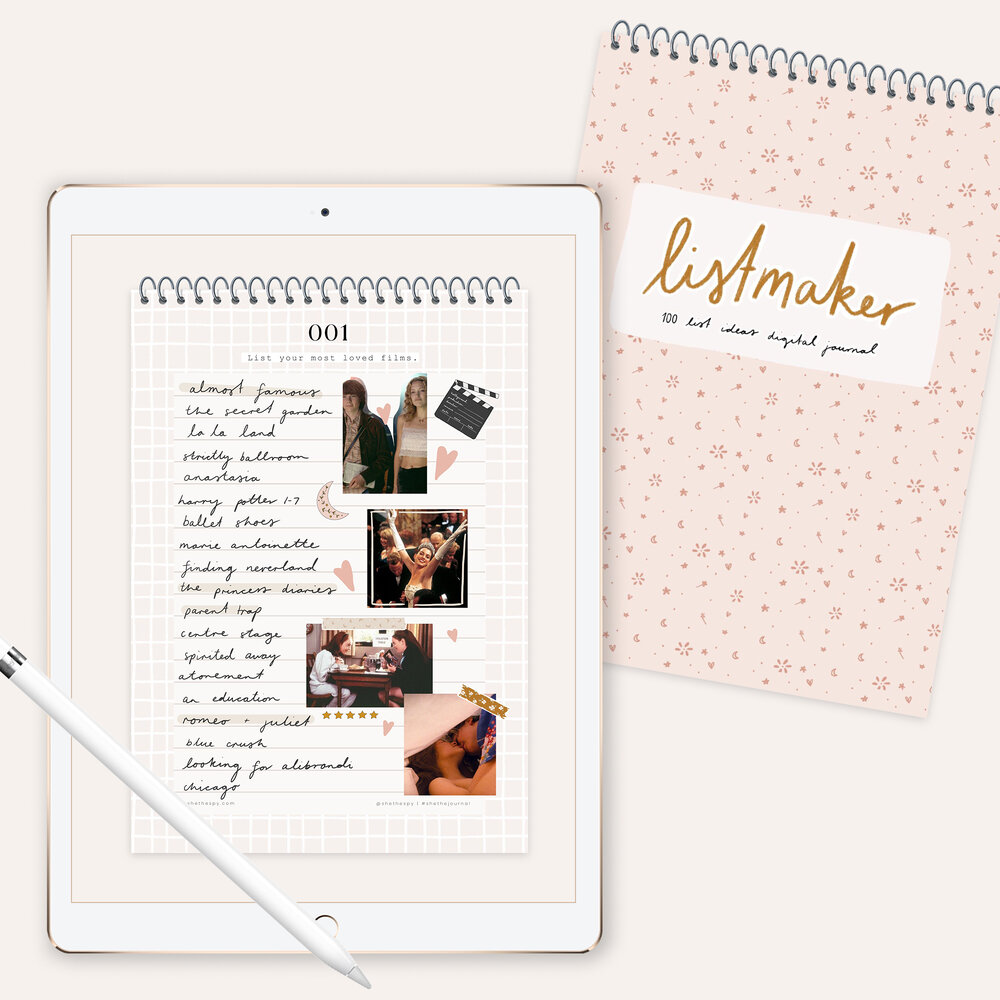 001
List your most loved films.
almost famous
the secret garden
la la land
strictly ballroom
anastasia
harry potter 1-7
ballet shoes
marie antoinette
finding neverland
the princess diaries
parent trap
centre stage
spirited away
atonement
an education
romeo + juliet
blue crush
looking for alibrandi
chicago
shethespy.com
@shethespy | #shethejournal
listmaker
100 list ideas digital journal